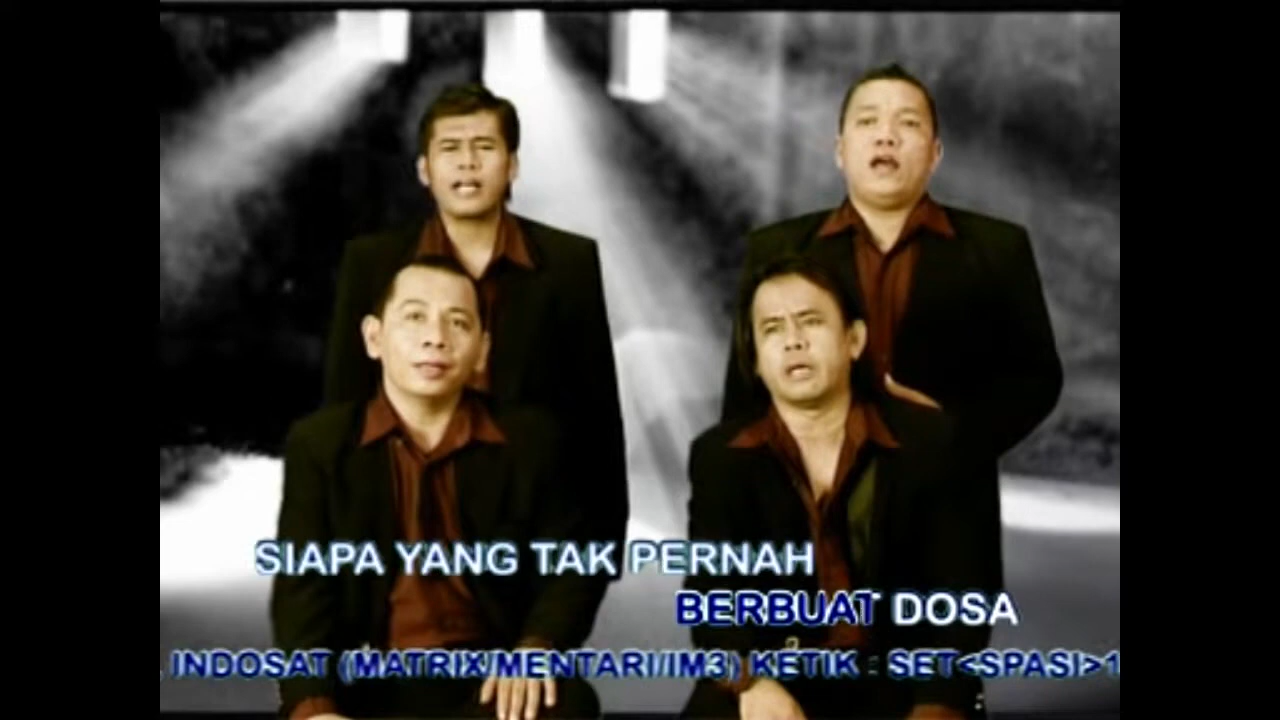 SIAPA YANG TAK PERNAH
BERBUAT DOSA
. INDOSAT (MATRIX/MENTARI/IM3) KETIK : SET<SPASI>1